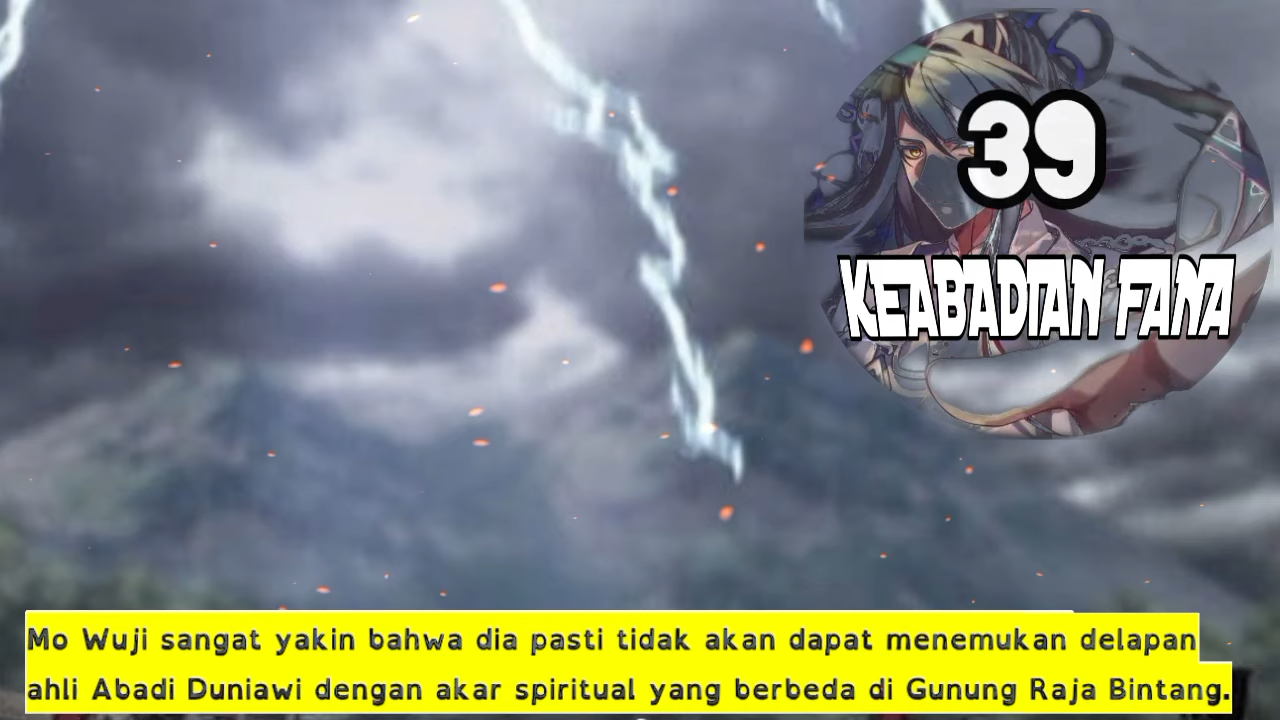 39
KEABADIAN FANA
Mo Wuji sangat yakin bahwa dia pasti tidak akan dapat menemukan delapan
ahli Abadi Duniawi dengan akar spiritual yang berbeda di Gunung Raja Bintang.